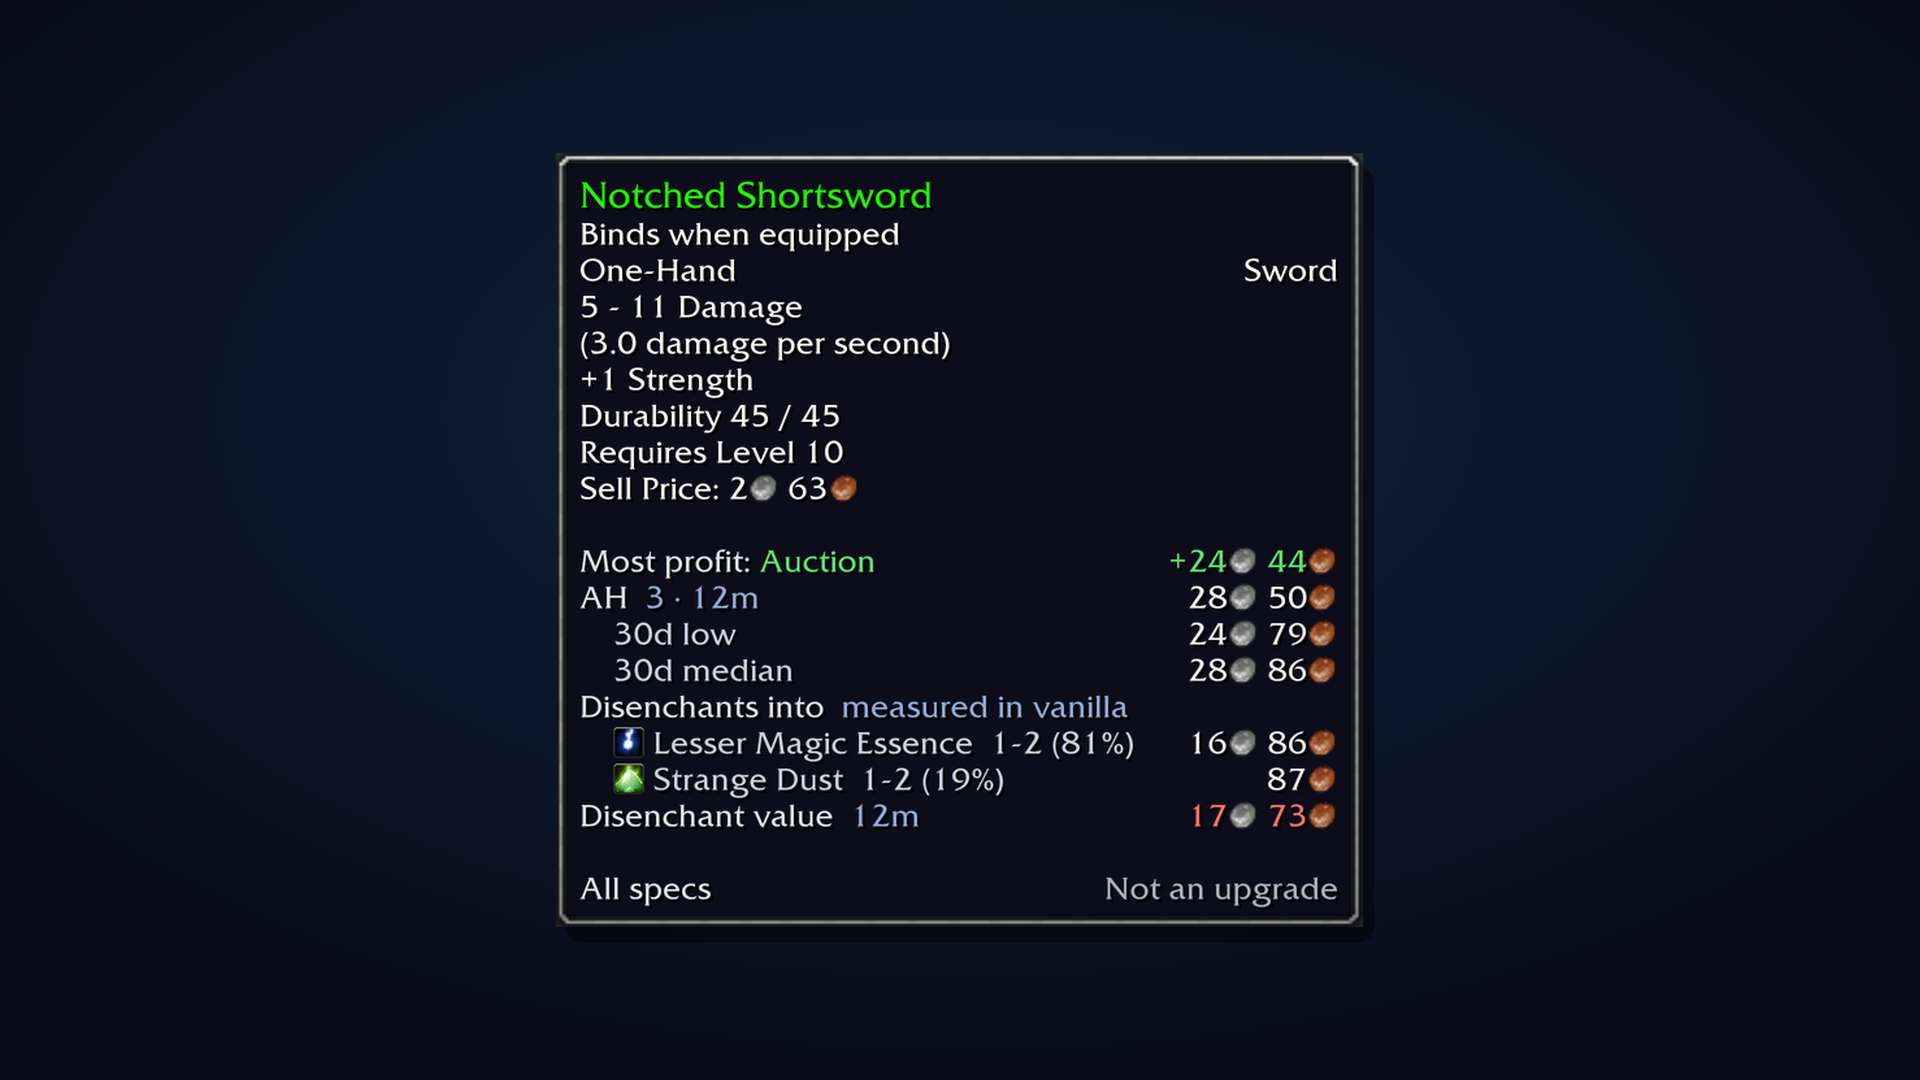 Notched Shortsword
Binds when equipped
One-Hand Sword
5 - 11 Damage
(3.0 damage per second)
+1 Strength
Durability 45 / 45
Requires Level 10
Sell Price: 2 63
Most profit: Auction +24 44
AH 3 · 12m 28 50
30d low 24 79
30d median 28 86
Disenchants into measured in vanilla
Lesser Magic Essence 1-2 (81%) 16 86
Strange Dust 1-2 (19%) 87
Disenchant value 12m 17 73
All specs Not an upgrade